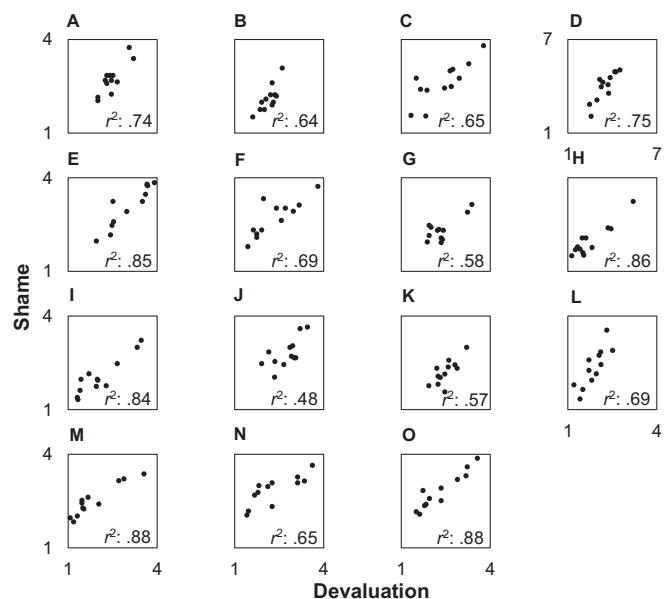 A B C D
4 7
r²: .74 r²: .64 r²: .65 r²: .75
1 1
1 7
E F G H
4
r²: .85 r²: .69 r²: .58 r²: .86
1
I J K L
4
r²: .84 r²: .48 r²: .57 r²: .69
1
1 4
M N O
4
r²: .88 r²: .65 r²: .88
1
1 4 1 4 1 4
Shame
Devaluation